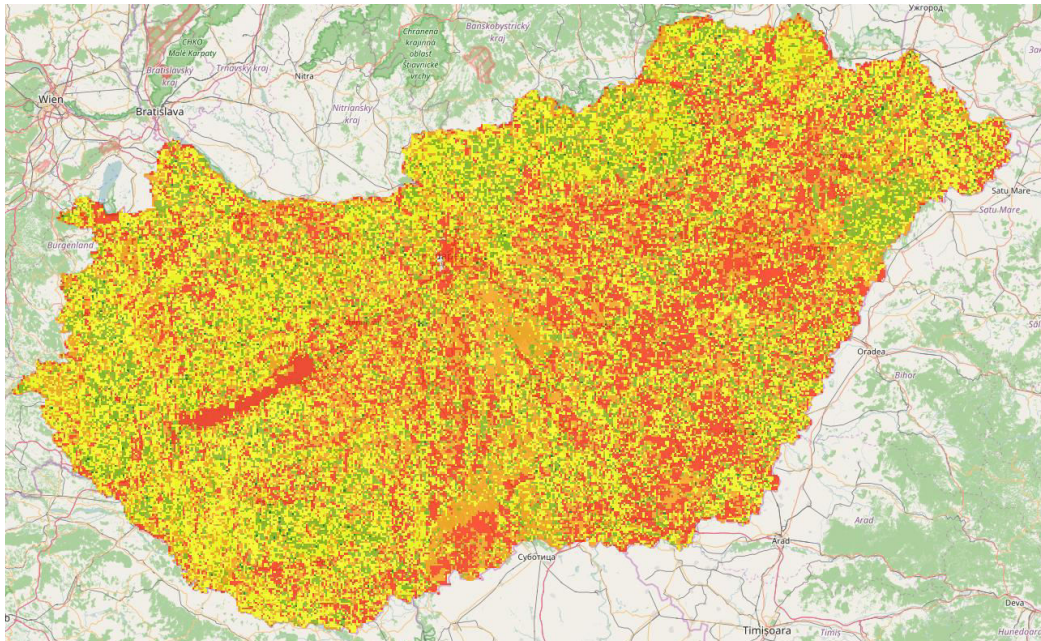 Ужгород
CHKO
Malé Karpaty
Chránená
krajinná
oblasť
Štiavnické
vrchy
Banskobystrický
kraj
Bratislavský
kraj
Trnavský kraj
Nitra
Wien
Bratislava
Nitriansky
kraj
Satu Mare
Satu Mare
Burgenland
Oradea
Bihor
Суботица
Arad
Arad
Timișoara
Timiș
Deva
Hunedoara